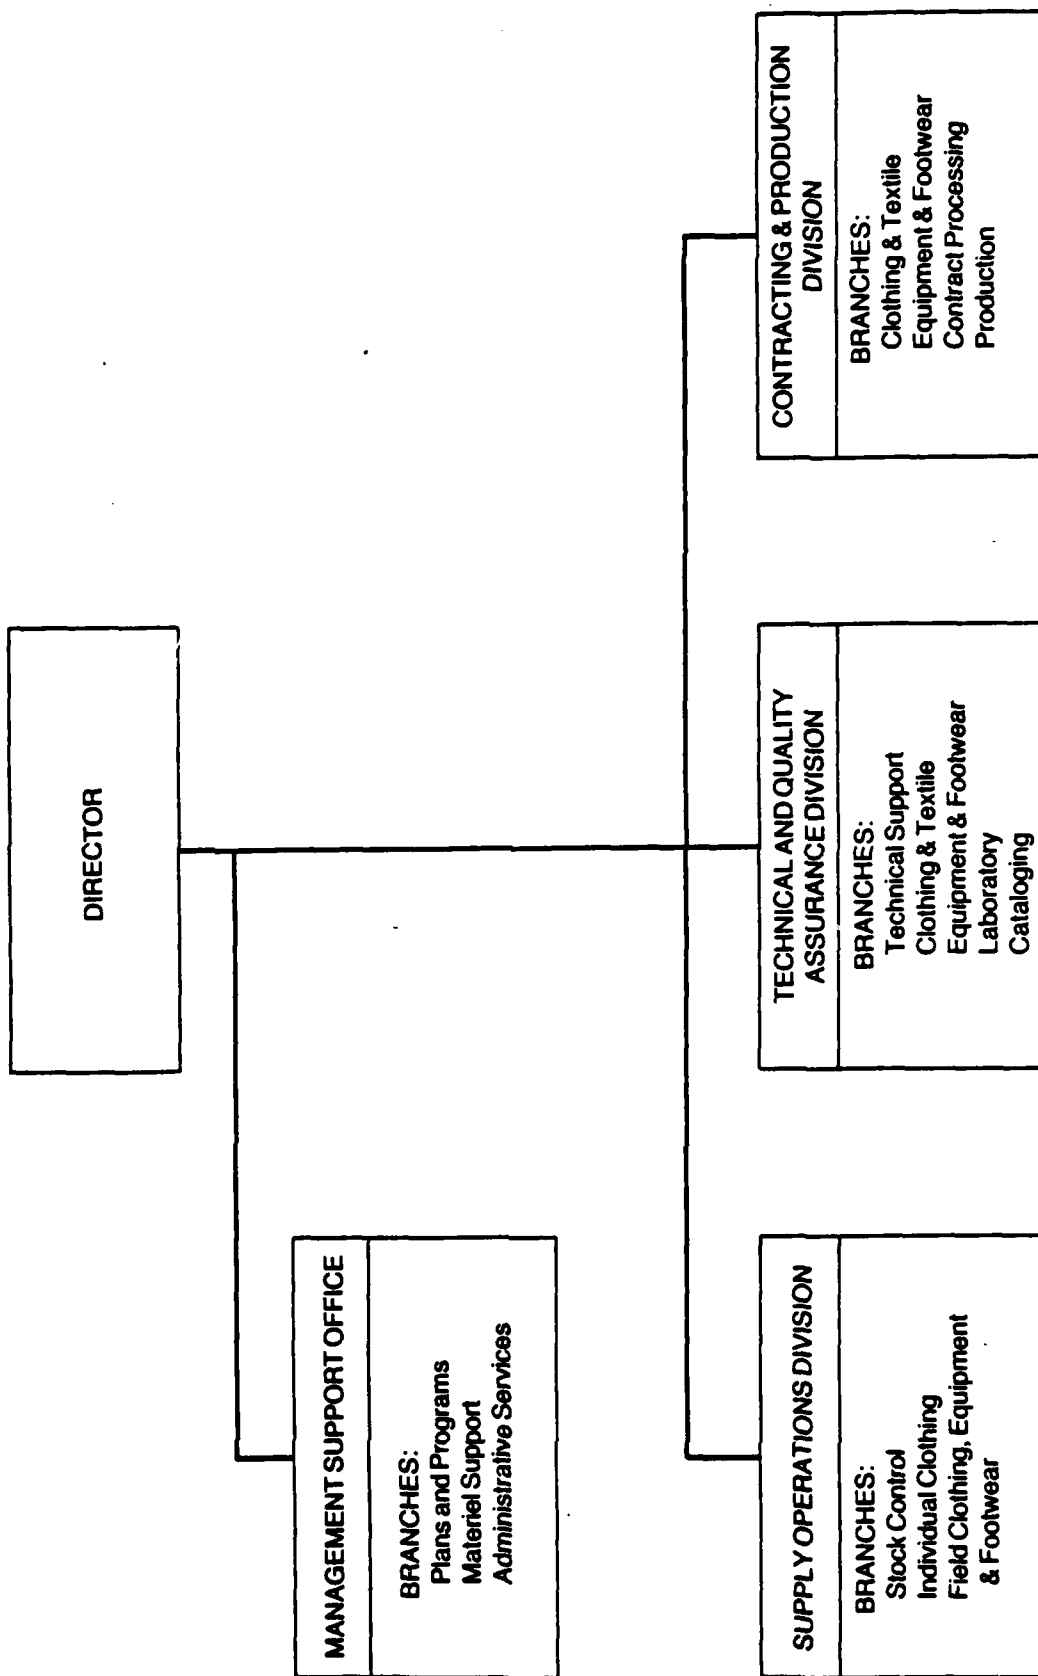 DIRECTOR
MANAGEMENT SUPPORT OFFICE
BRANCHES:
Plans and Programs
Materiel Support
Administrative Services
SUPPLY OPERATIONS DIVISION
BRANCHES:
Stock Control
Individual Clothing
Field Clothing, Equipment
& Footwear
TECHNICAL AND QUALITY
ASSURANCE DIVISION
BRANCHES:
Technical Support
Clothing & Textile
Equipment & Footwear
Laboratory
Cataloging
CONTRACTING & PRODUCTION
DIVISION
BRANCHES:
Clothing & Textile
Equipment & Footwear
Contract Processing
Production